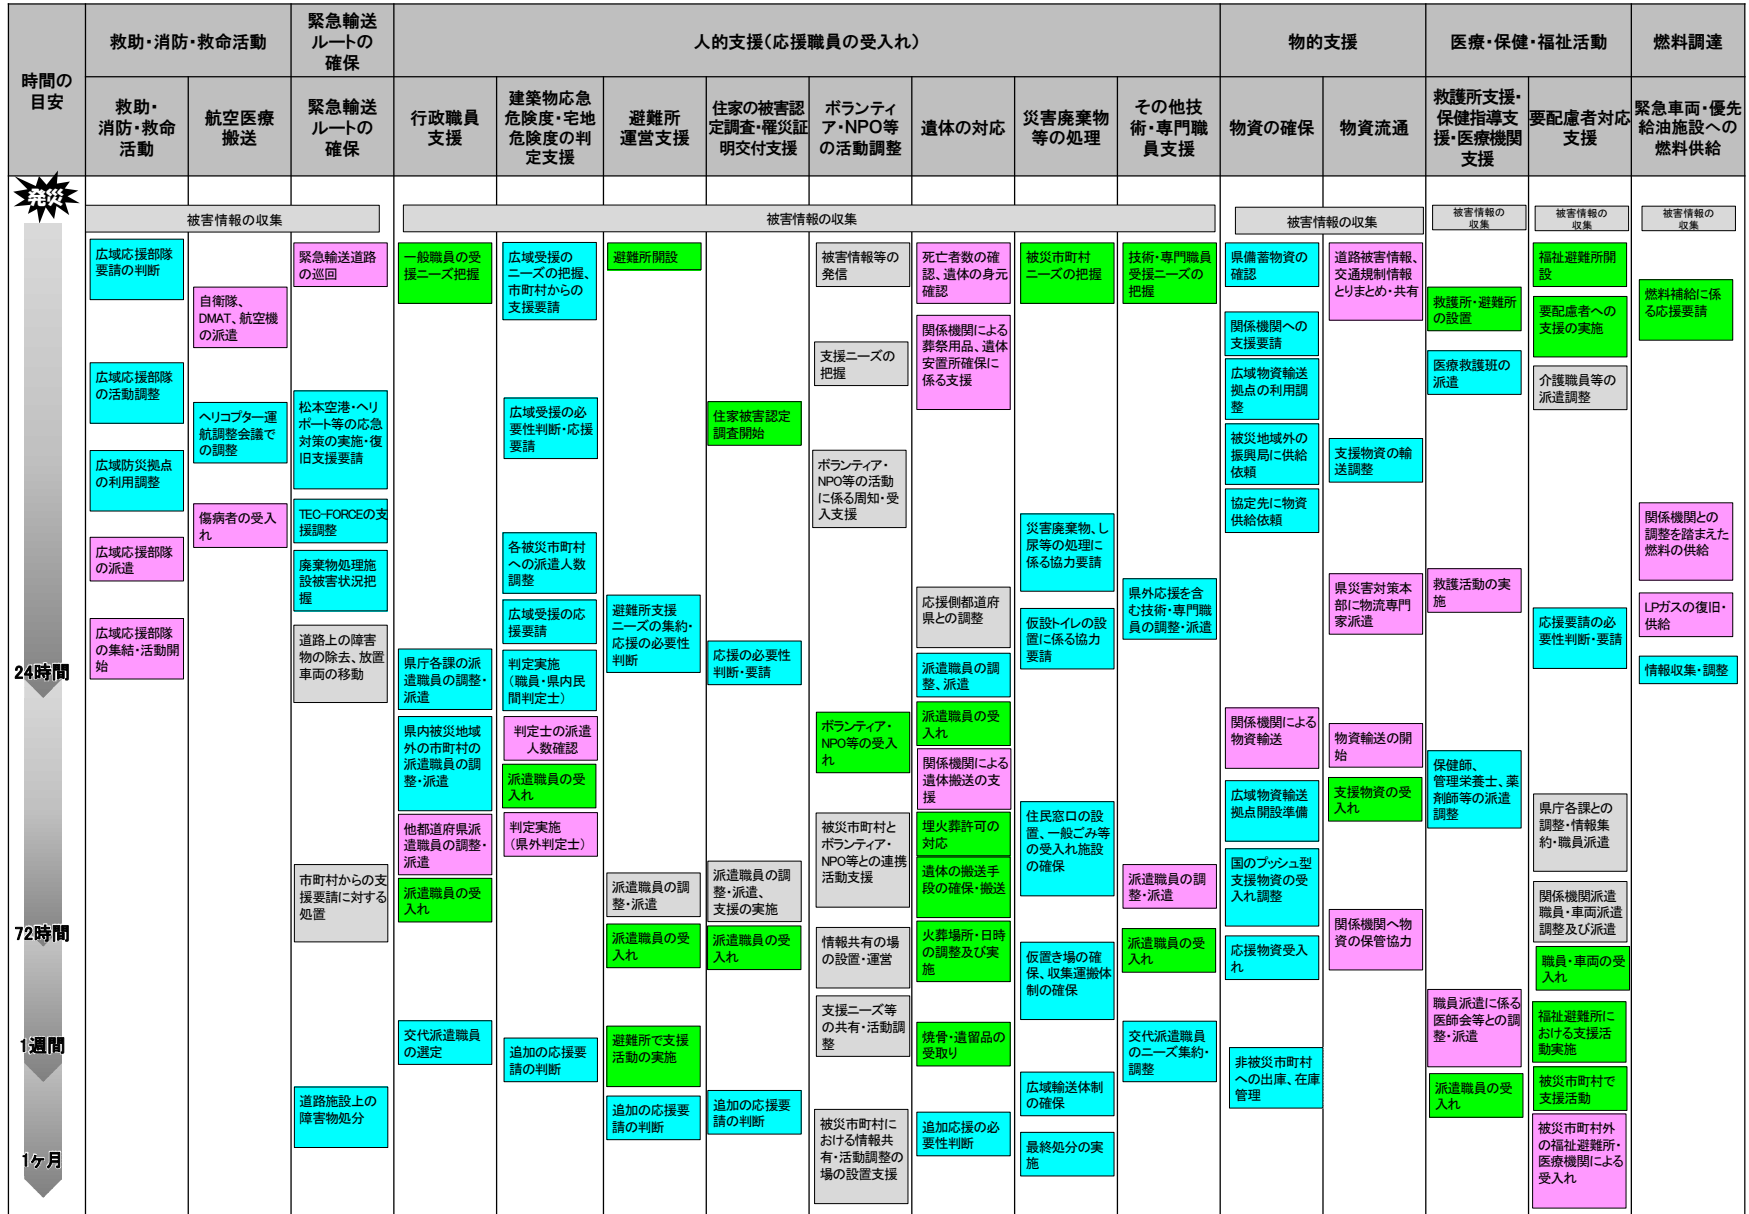 時間の
目安
救助・消防・救命活動
緊急輸送
ルートの
確保
人的支援（応援職員の受入れ）
物的支援
医療・保健・福祉活動
燃料調達
救助・
消防・救命
活動
航空医療
搬送
緊急輸送
ルートの
確保
行政職員
支援
建築物応急
危険度・宅地
危険度の判
定支援
避難所
運営支援
住家の被害認
定調査・罹災証
明交付支援
ボランティ
ア・NPO等
の活動調整
遺体の対応
災害廃棄物
等の処理
その他技
術・専門職
員支援
物資の確保
物資流通
救護所支援・
保健指導支
援・医療機関
支援
要配慮者対応
支援
緊急車両・優先
給油施設への
燃料供給
発災
24時間
72時間
1週間
1ヶ月
被害情報の収集
被害情報の収集
被害情報の収集
被害情報の
収集
被害情報の
収集
被害情報の
収集
広域応援部隊
要請の判断
広域応援部隊
の活動調整
広域防災拠点
の利用調整
広域応援部隊
の派遣
広域応援部隊
の集結・活動開
始
自衛隊、
DMAT、航空機
の派遣
ヘリコプター運
航調整会議で
の調整
傷病者の受入
れ
緊急輸送道路
の巡回
松本空港・ヘリ
ポート等の応急
対策の実施・復
旧支援要請
TEC-FORCEの支
援調整
廃棄物処理施
設被害状況把
握
道路上の障害
物の除去、放置
車両の移動
市町村からの支
援要請に対する
処置
道路施設上の
障害物処分
一般職員の受
援ニーズ把握
県庁各課の派
遣職員の調整・
派遣
県内被災地域
外の市町村の
派遣職員の調
整・派遣
他都道府県派
遣職員の調整・
派遣
派遣職員の受
入れ
交代派遣職員
の選定
広域受援の
ニーズの把握、
市町村からの
支援要請
広域受援の必
要性判断・応援
要請
各被災市町村
への派遣人数
調整
広域受援の応
援要請
判定実施
（職員・県内民
間判定士）
判定士の派遣
人数確認
派遣職員の受
入れ
判定実施
（県外判定士）
追加の応援要
請の判断
避難所開設
避難所支援
ニーズの集約・
応援の必要性
判断
派遣職員の調
整・派遣
派遣職員の受
入れ
避難所で支援
活動の実施
追加の応援要
請の判断
住家被害認定
調査開始
応援の必要性
判断・要請
派遣職員の調
整・派遣、
支援の実施
派遣職員の受
入れ
追加の応援要
請の判断
被害情報等の
発信
支援ニーズの
把握
ボランティア・
NPO等の活動
に係る周知・受
入支援
ボランティア・
NPO等の受入
れ
被災市町村と
ボランティア・
NPO等との連携
活動支援
情報共有の場
の設置・運営
支援ニーズ等
の共有・活動調
整
被災市町村に
おける情報共
有・活動調整の
場の設置支援
死亡者数の確
認、遺体の身元
確認
関係機関による
葬祭用品、遺体
安置所確保に
係る支援
応援側都道府
県との調整
派遣職員の調
整、派遣
派遣職員の受
入れ
関係機関による
遺体搬送の支
援
埋火葬許可の
対応
遺体の搬送手
段の確保・搬送
火葬場所・日時
の調整及び実
施
焼骨・遺留品の
受取り
追加応援の必
要性判断
被災市町村
ニーズの把握
災害廃棄物、し
尿等の処理に
係る協力要請
仮設トイレの設
置に係る協力
要請
住民窓口の設
置、一般ごみ等
の受入れ施設
の確保
仮置き場の確
保、収集運搬体
制の確保
広域輸送体制
の確保
最終処分の実
施
技術・専門職員
受援ニーズの
把握
県外応援を含
む技術・専門職
員の調整・派遣
派遣職員の調
整・派遣
派遣職員の受
入れ
交代派遣職員
のニーズ集約・
調整
県備蓄物資の
確認
関係機関への
支援要請
広域物資輸送
拠点の利用調
整
被災地域外の
振興局に供給
依頼
協定先に物資
供給依頼
関係機関による
物資輸送
広域物資輸送
拠点開設準備
国のプッシュ型
支援物資の受
入れ調整
応援物資受入
れ
非被災市町村
への出庫、在庫
管理
道路被害情報、
交通規制情報
とりまとめ・共有
支援物資の輸
送調整
県災害対策本
部に物流専門
家派遣
物資輸送の開
始
支援物資の受
入れ
関係機関へ物
資の保管協力
救護所・避難所
の設置
医療救護班の
派遣
救護活動の実
施
保健師、
管理栄養士、薬
剤師等の派遣
調整
職員派遣に係る
医師会等との調
整・派遣
派遣職員の受
入れ
福祉避難所開
設
要配慮者への
支援の実施
介護職員等の
派遣調整
応援要請の必
要性判断・要請
県庁各課との
調整・情報集
約・職員派遣
関係機関派遣
職員・車両派遣
調整及び派遣
職員・車両の受
入れ
福祉避難所に
おける支援活
動実施
被災市町村で
支援活動
被災市町村外
の福祉避難所・
医療機関による
受入れ
燃料補給に係
る応援要請
関係機関との
調整を踏まえた
燃料の供給
LPガスの復旧・
供給
情報収集・調整